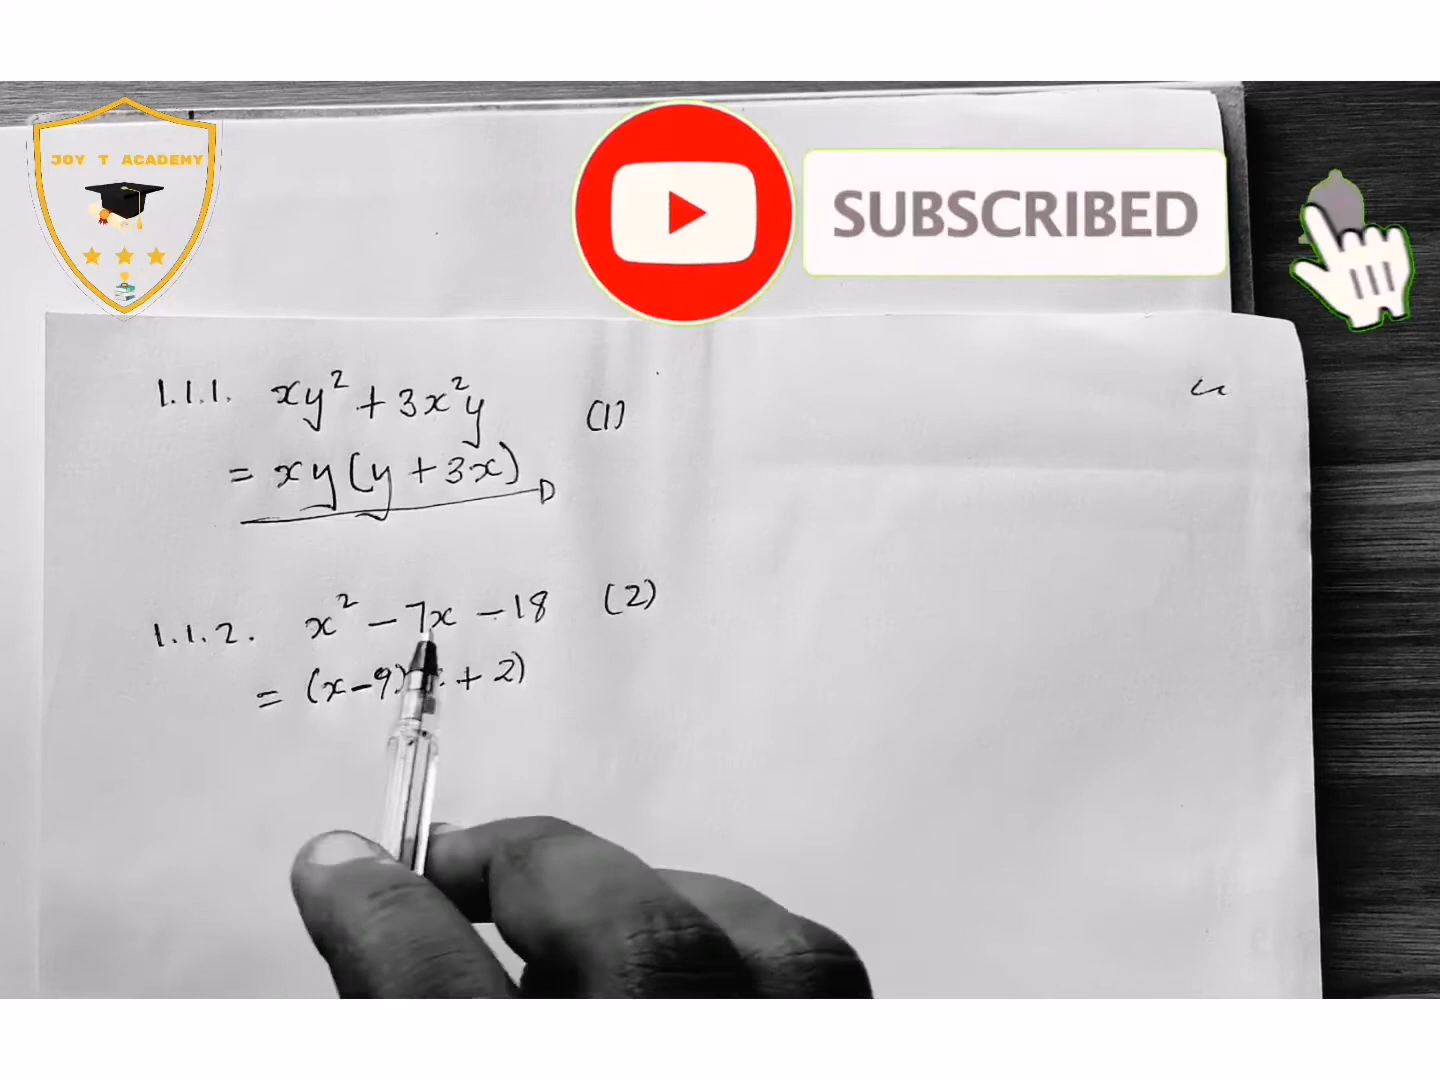 JOY T ACADEMY
SUBSCRIBED
1.1.1. xy² + 3x²y (1)
= xy(y + 3x)
1.1.2. x² - 7x - 18 (2)
= (x-9)( + 2)